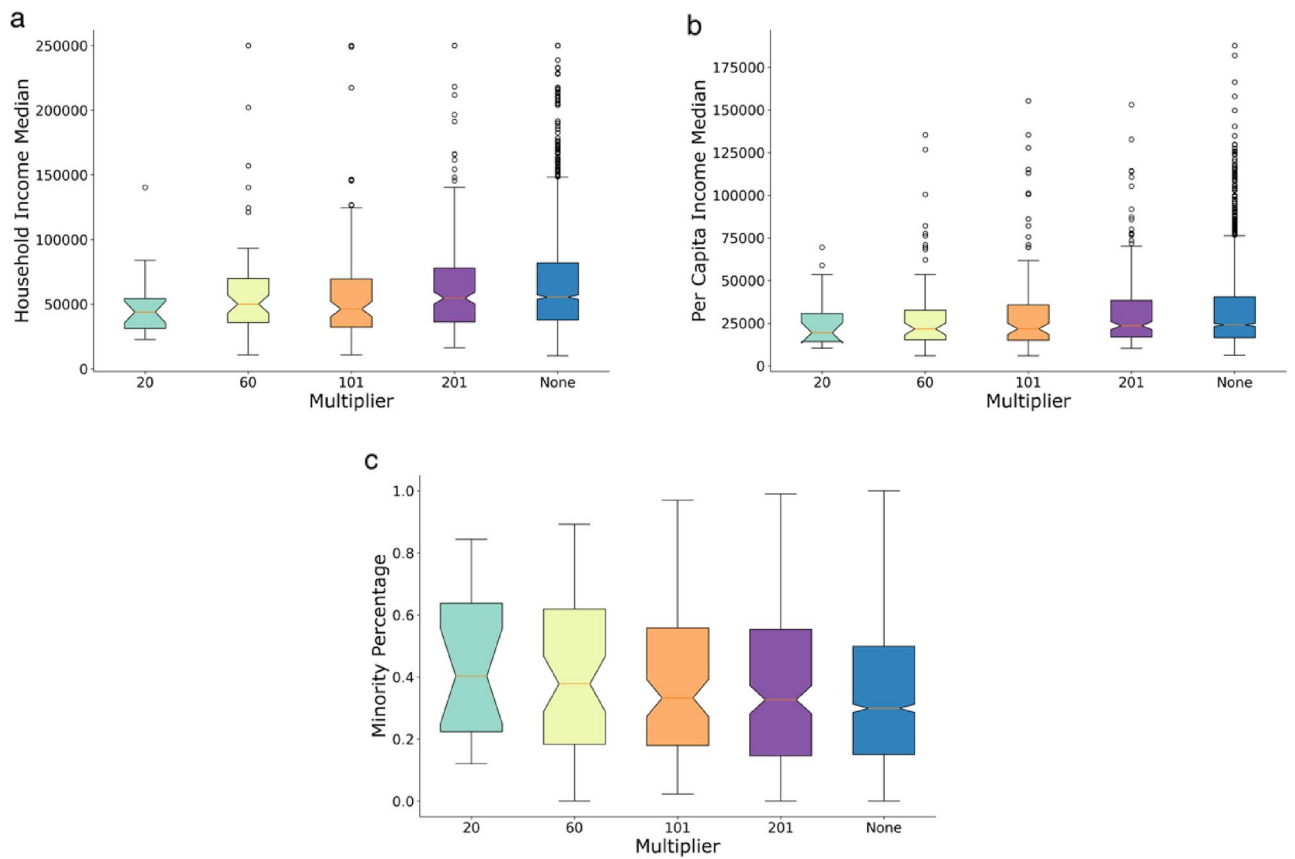 a
Household Income Median
250000
200000
150000
100000
50000
0
20 60 101 201 None
Multiplier
b
Per Capita Income Median
175000
150000
125000
100000
75000
50000
25000
0
20 60 101 201 None
Multiplier
c
Minority Percentage
1.0
0.8
0.6
0.4
0.2
0.0
20 60 101 201 None
Multiplier